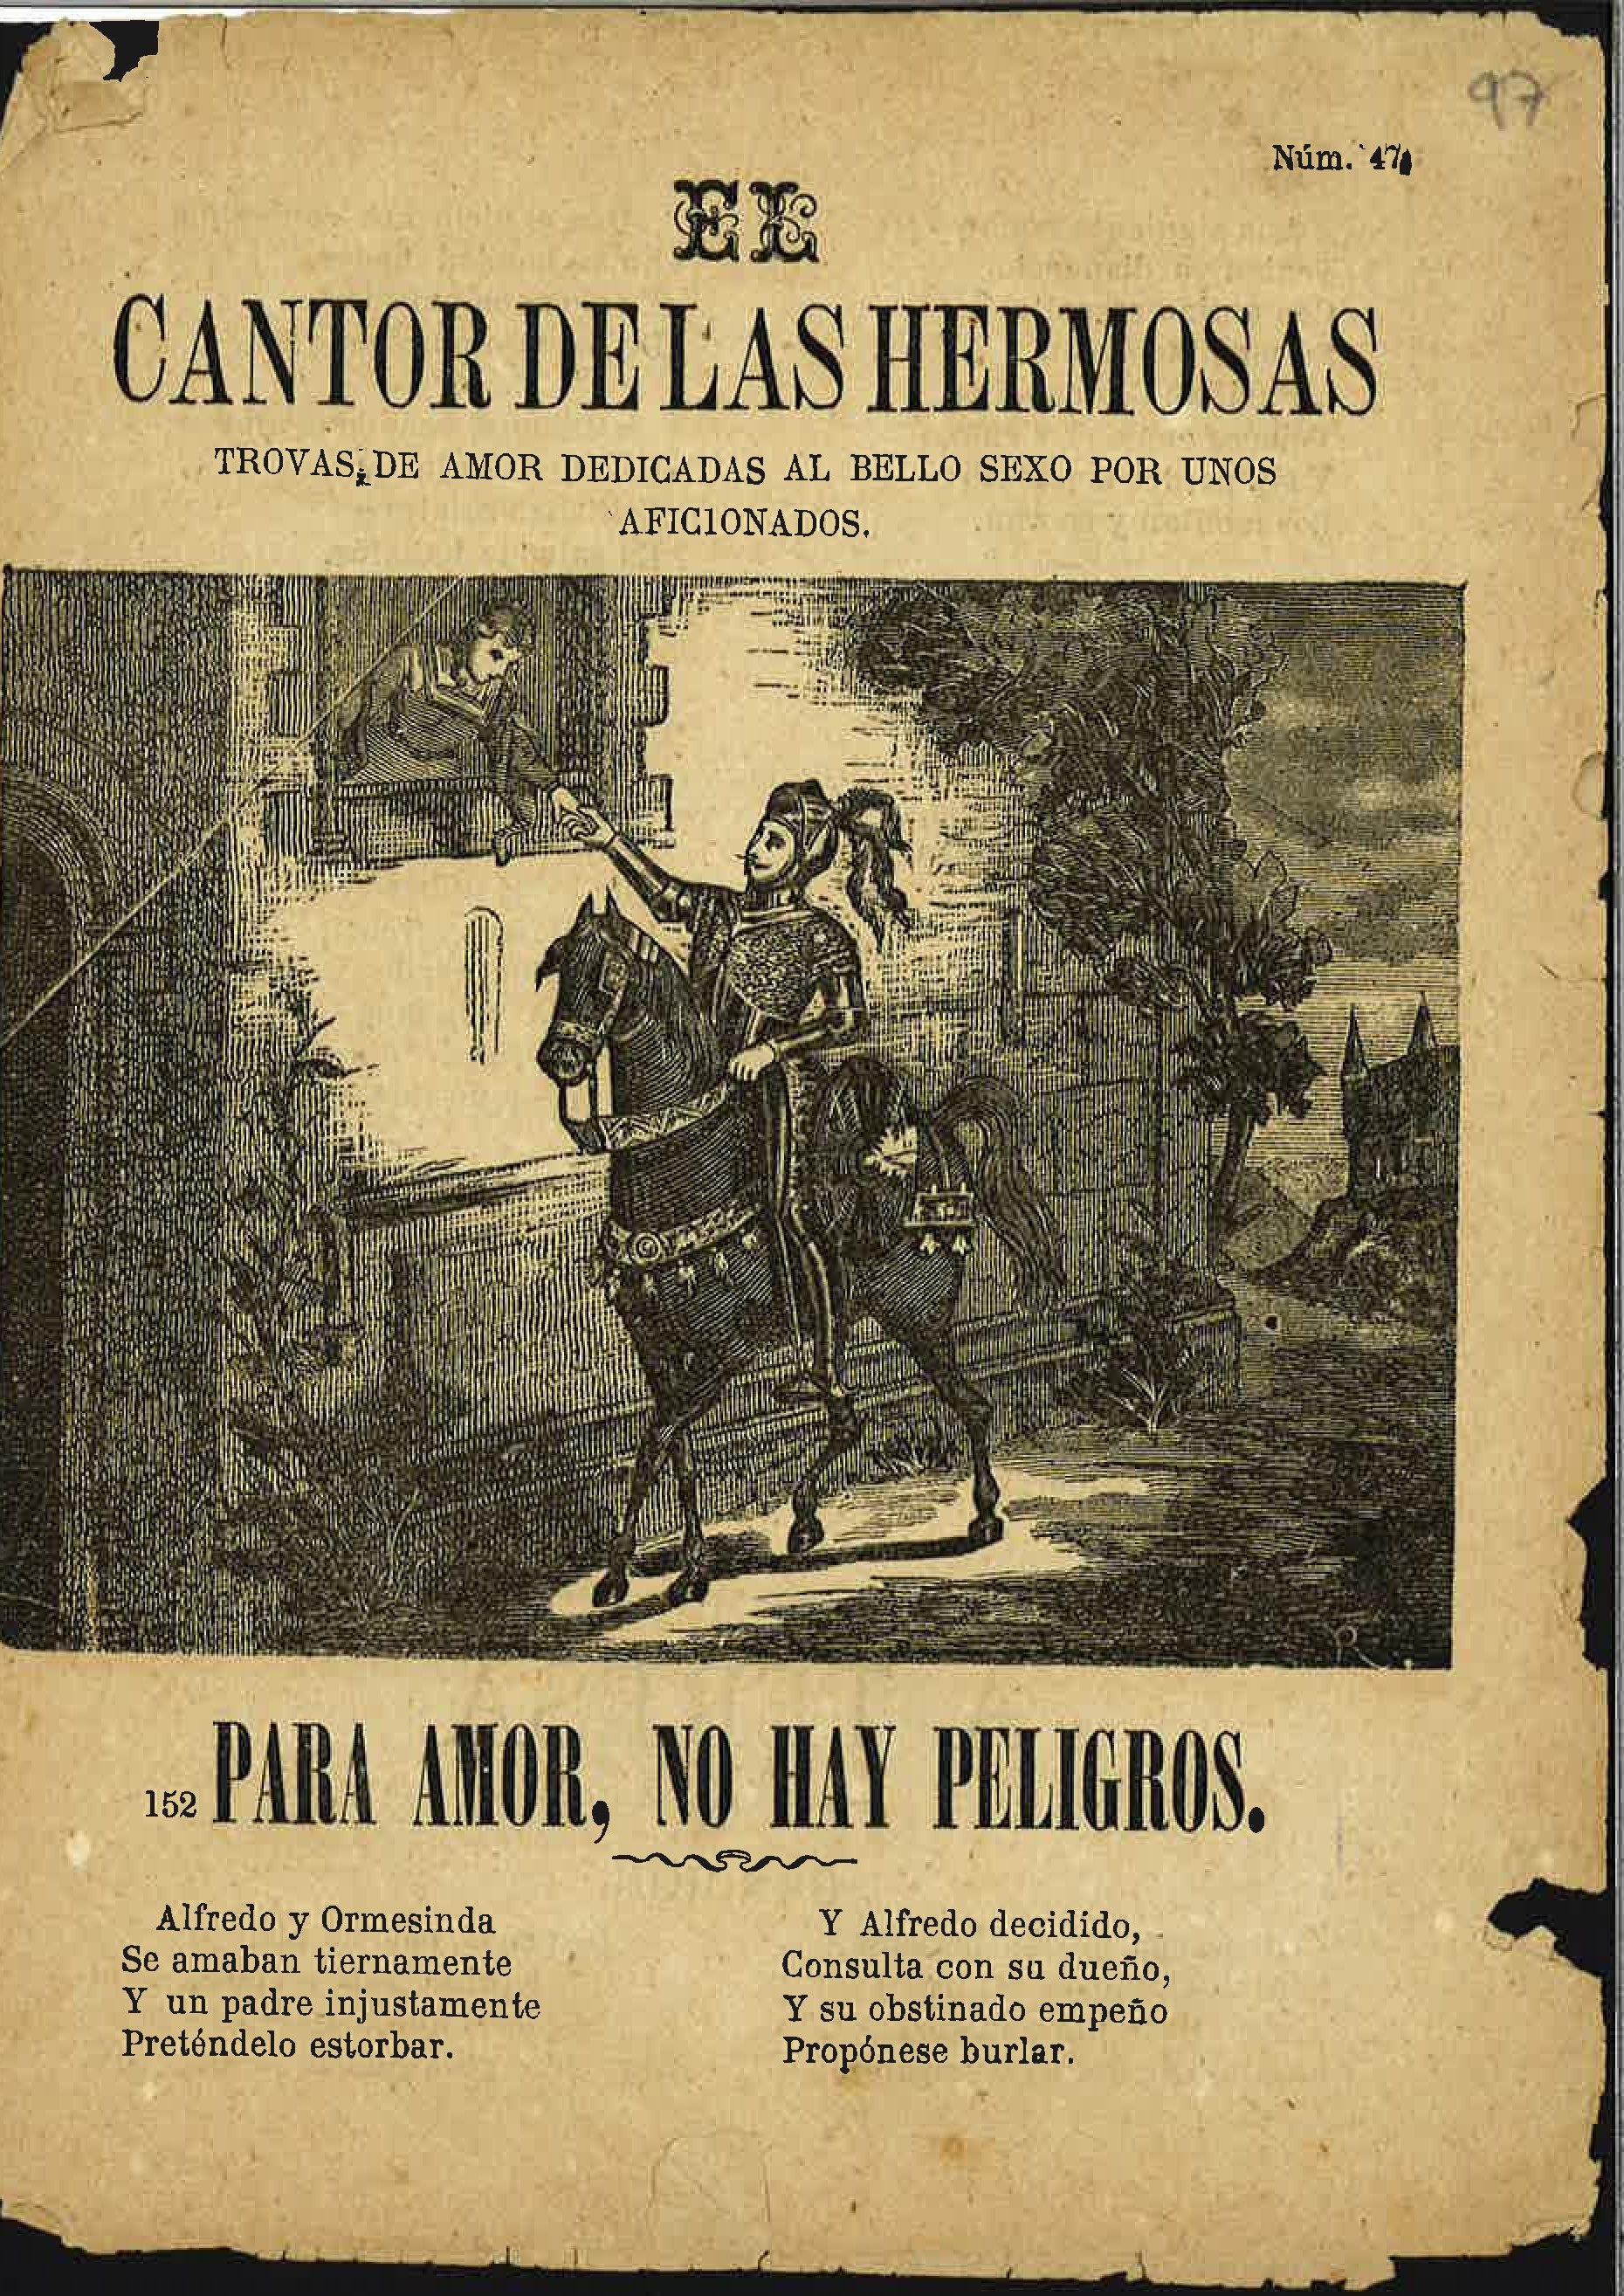 97
Núm. 47
EL
CANTOR DE LAS HERMOSAS
TROVAS DE AMOR DEDICADAS AL BELLO SEXO POR UNOS
AFICIONADOS.
R
152 PARA AMOR, NO HAY PELIGROS.
Alfredo y Ormesinda
Se amaban tiernamente
Y un padre injustamente
Preténdelo estorbar.
Y Alfredo decidido,
Consulta con su dueño,
Y su obstinado empeño
Propónese burlar.